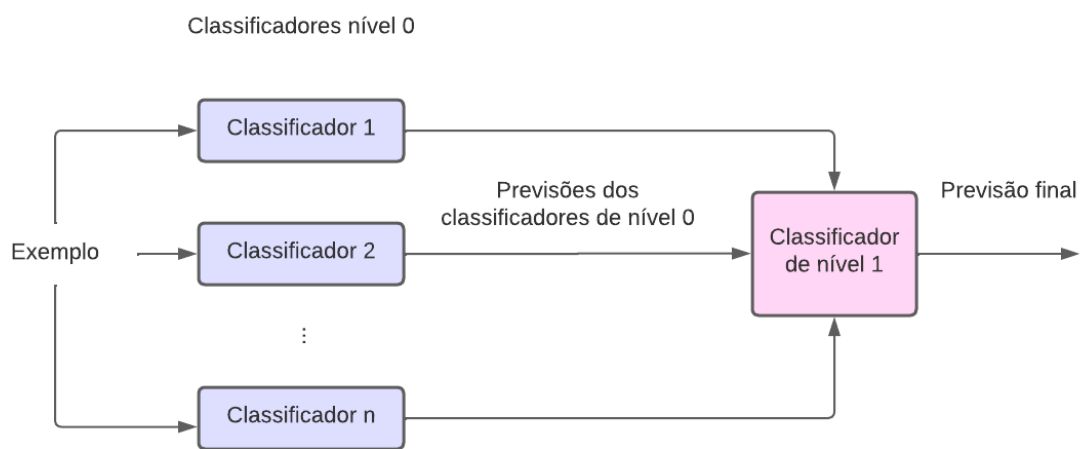 Classificadores nível 0
Classificador 1
Previsões dos
classificadores de nível 0
Previsão final
Exemplo
Classificador 2
Classificador
de nível 1
⋮
Classificador n